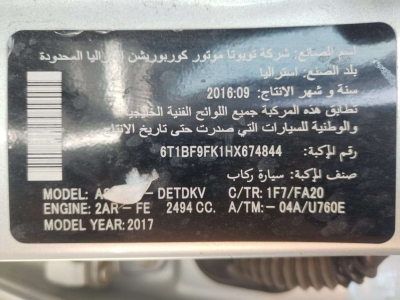 اسم الصانع: شركة تويوتا موتور كوربوريشن استراليا المحدودة
بلد الصنع: استراليا
سنة و شهر الانتاج: 2016:09
تطابق هذه المركبة جميع اللوائح الفنية الخليجية
والوطنية للسيارات التي صدرت حتى تاريخ الانتاج
رقم المركبة: 6T1BF9FK1HX674844
صنف المركبة: سيارة ركاب
MODEL: DETDKV C/TR: 1F7/FA20
ENGINE: 2AR-FE 2494 CC. A/TM: -04A/U760E
MODEL YEAR: 2017